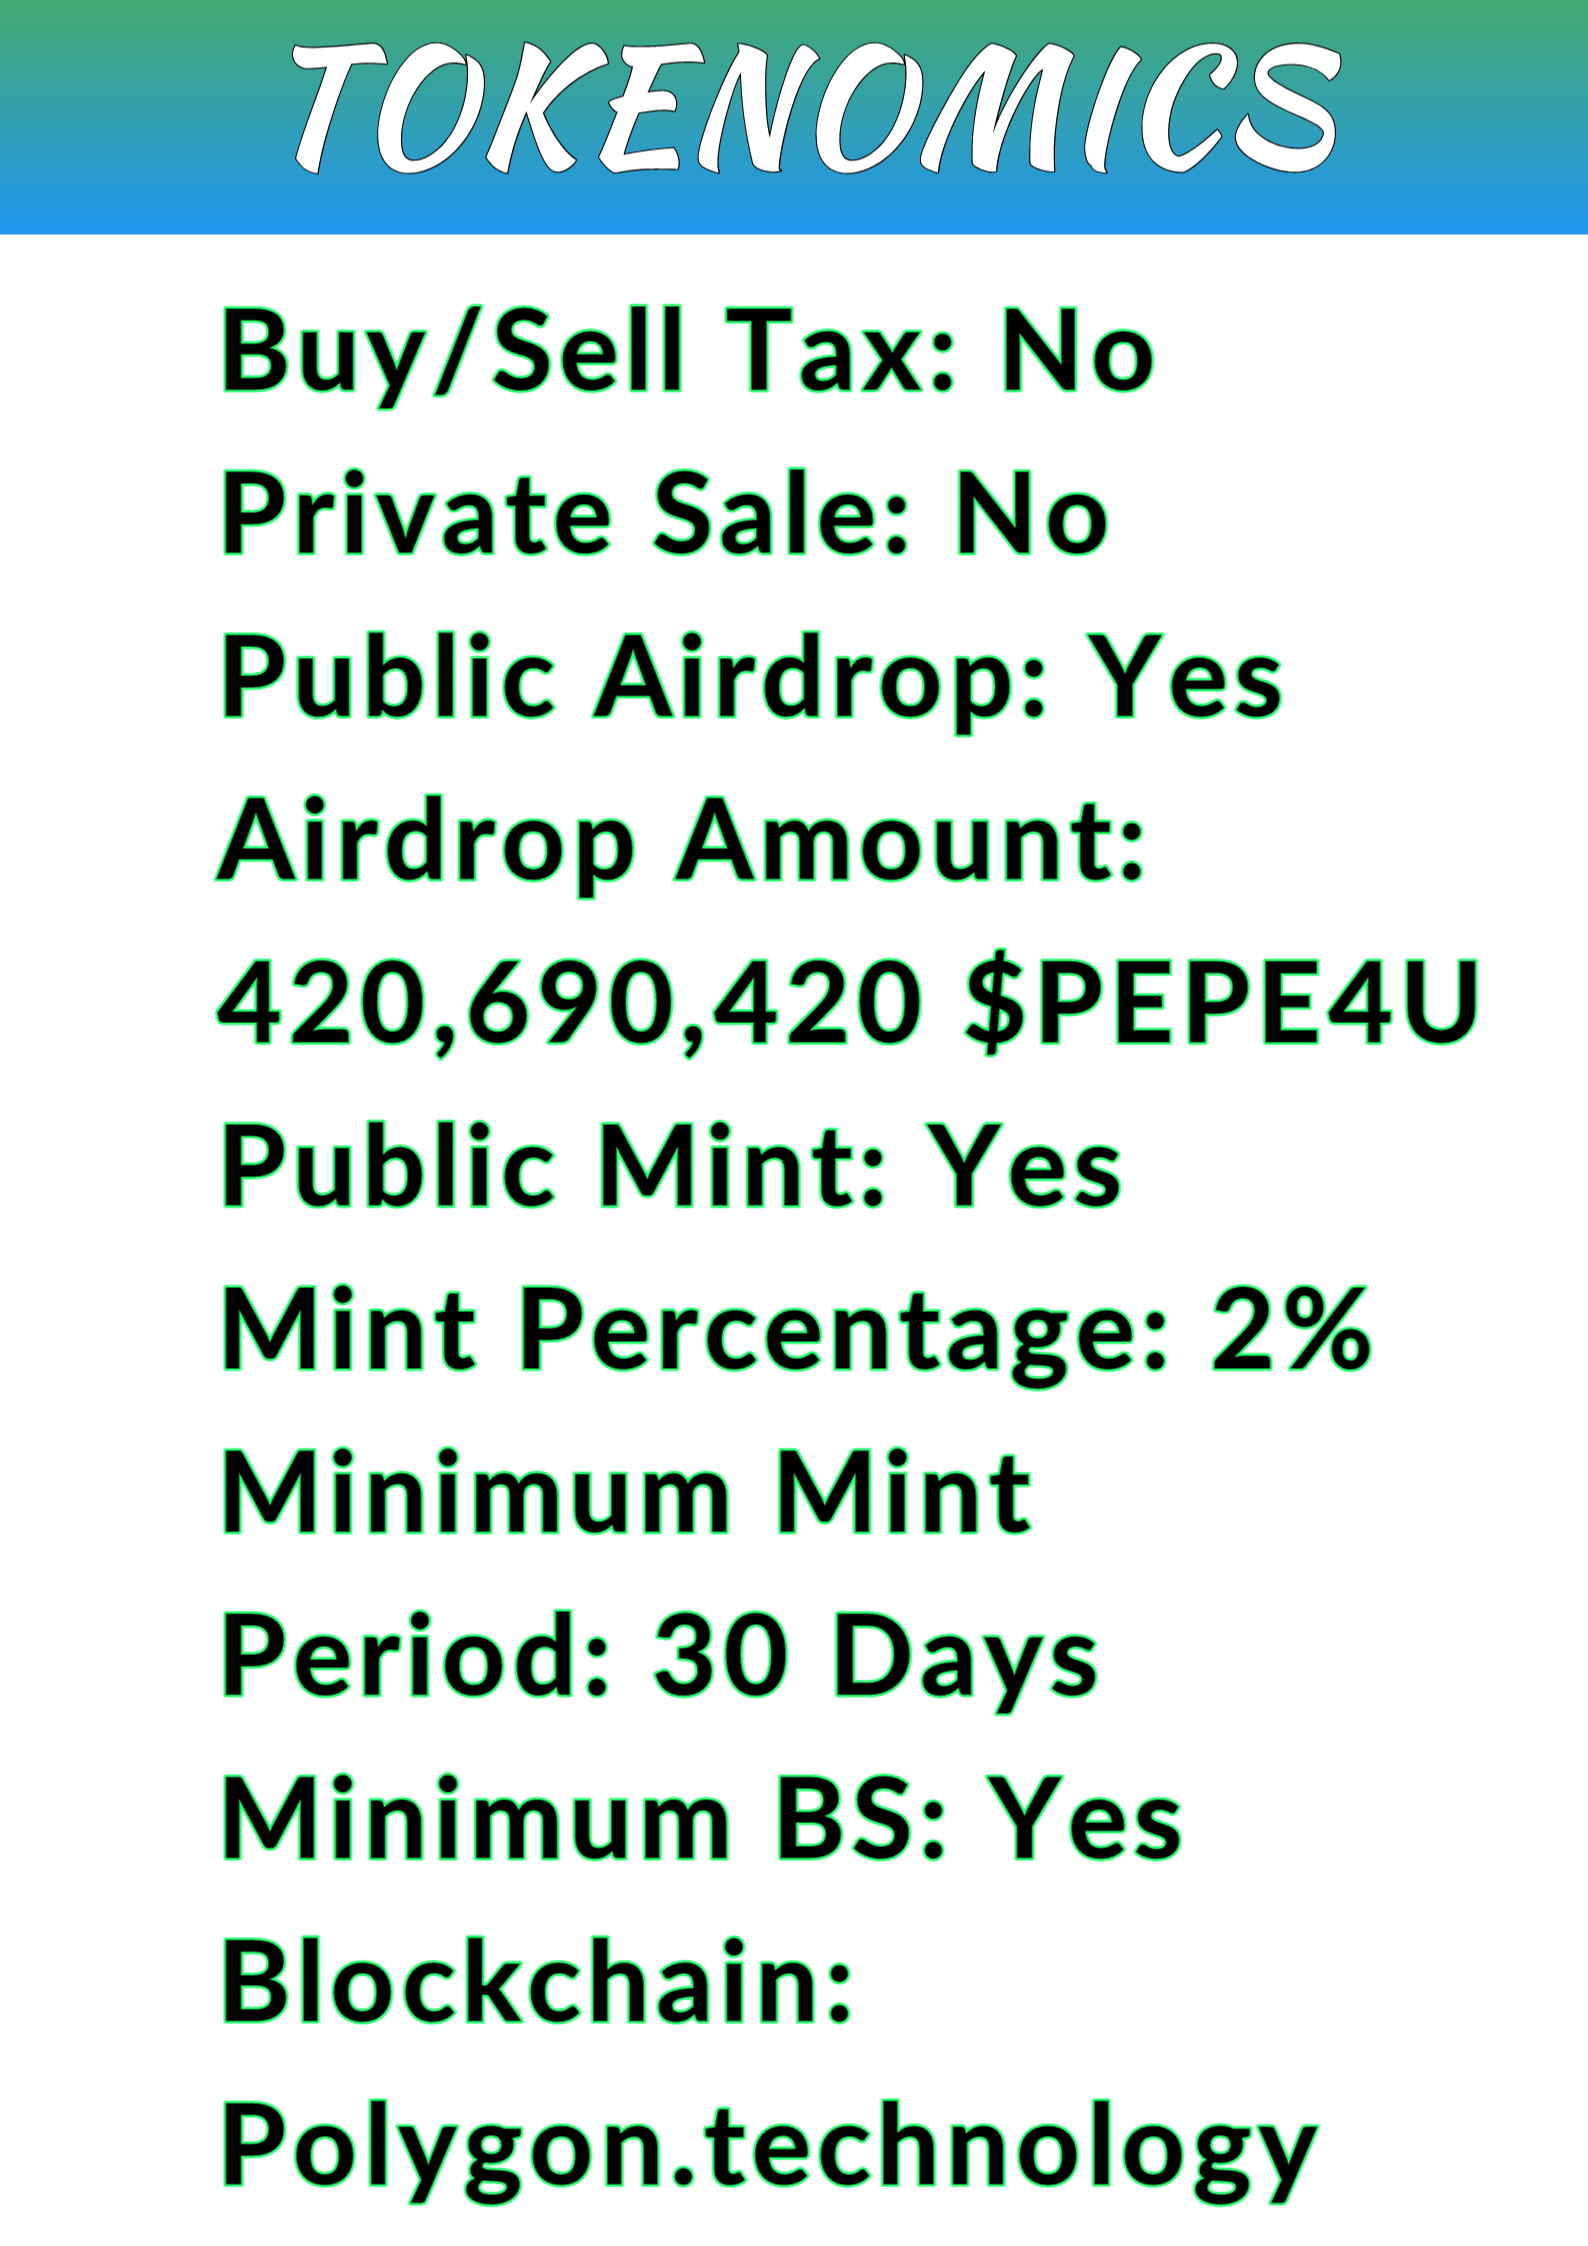 TOKENOMICS
Buy/Sell Tax: No
Private Sale: No
Public Airdrop: Yes
Airdrop Amount:
420,690,420 $PEPE4U
Public Mint: Yes
Mint Percentage: 2%
Minimum Mint
Period: 30 Days
Minimum BS: Yes
Blockchain:
Polygon.technology